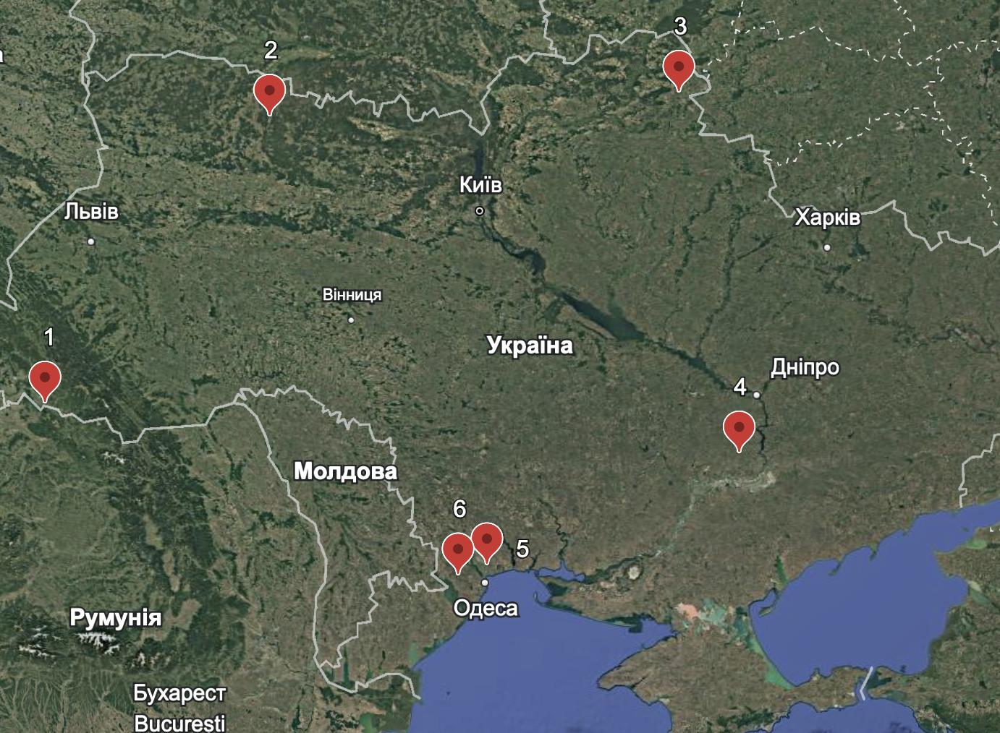 3
2
а
Київ
Львів
Харків
Вінниця
1
Україна
Дніпро
4
Молдова
6
5
Одеса
Румунія
Бухарест
Bucuresti